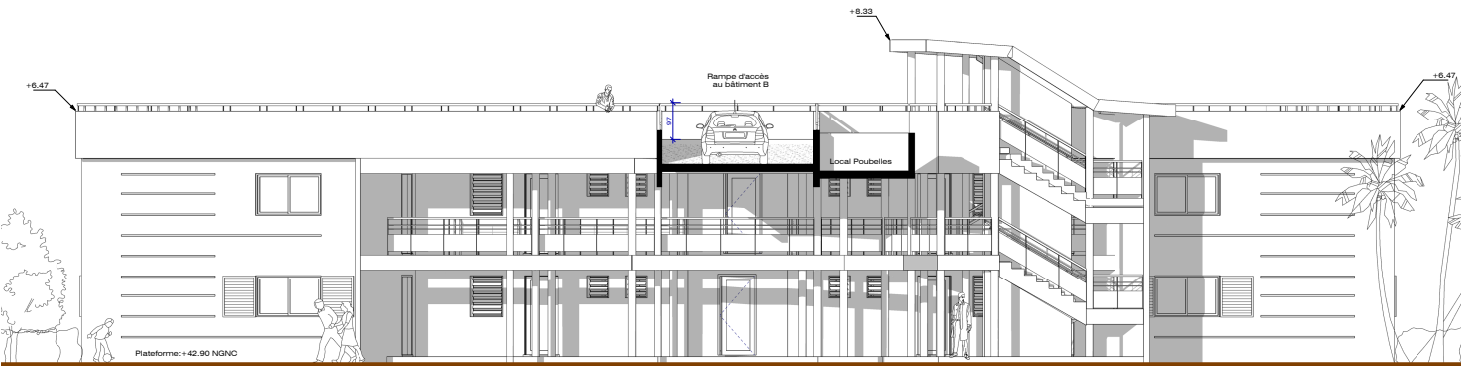 +8.33
+6.47
Rampe d'accès
au bâtiment B
+6.47
97
Local Poubelles
Plateforme:+42.90 NGNC